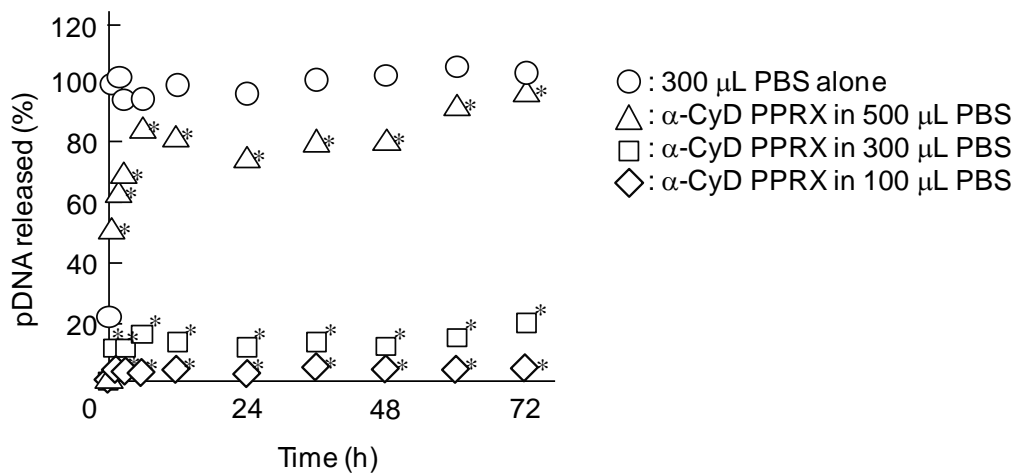 120
100
80
60
40
20
0
24
48
72
pDNA released (%)
Time (h)
: 300 μL PBS alone
: α-CyD PPRX in 500 μL PBS
: α-CyD PPRX in 300 μL PBS
: α-CyD PPRX in 100 μL PBS